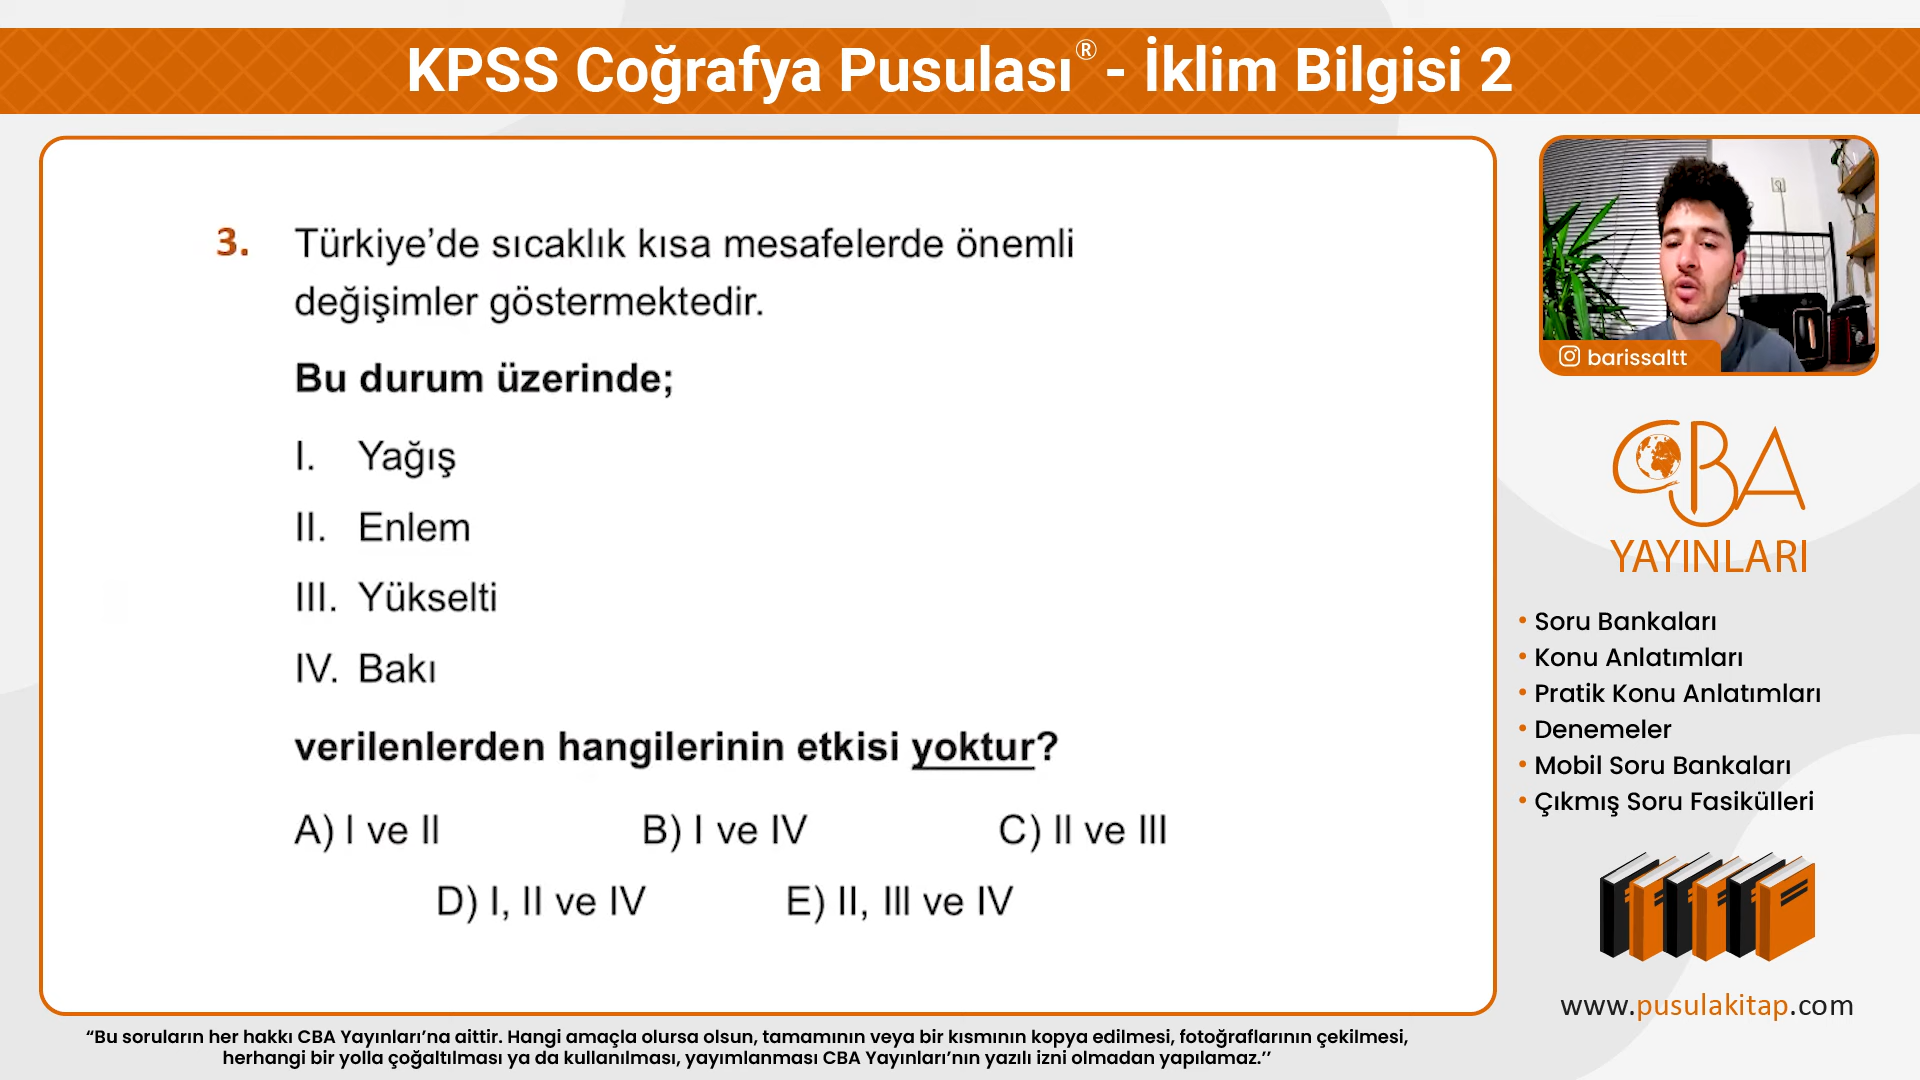 KPSS Coğrafya Pusulası® - İklim Bilgisi 2
3. Türkiye’de sıcaklık kısa mesafelerde önemli
değişimler göstermektedir.
Bu durum üzerinde;
I. Yağış
II. Enlem
III. Yükselti
IV. Bakı
verilenlerden hangilerinin etkisi yoktur?
A) I ve II B) I ve IV C) II ve III
D) I, II ve IV E) II, III ve IV
barissaltt
CBA
YAYINLARI
• Soru Bankaları
• Konu Anlatımları
• Pratik Konu Anlatımları
• Denemeler
• Mobil Soru Bankaları
• Çıkmış Soru Fasikülleri
www.pusulakitap.com
“Bu soruların her hakkı CBA Yayınları’na aittir. Hangi amaçla olursa olsun, tamamının veya bir kısmının kopya edilmesi, fotoğraflarının çekilmesi,
herhangi bir yolla çoğaltılması ya da kullanılması, yayımlanması CBA Yayınları’nın yazılı izni olmadan yapılamaz.’’